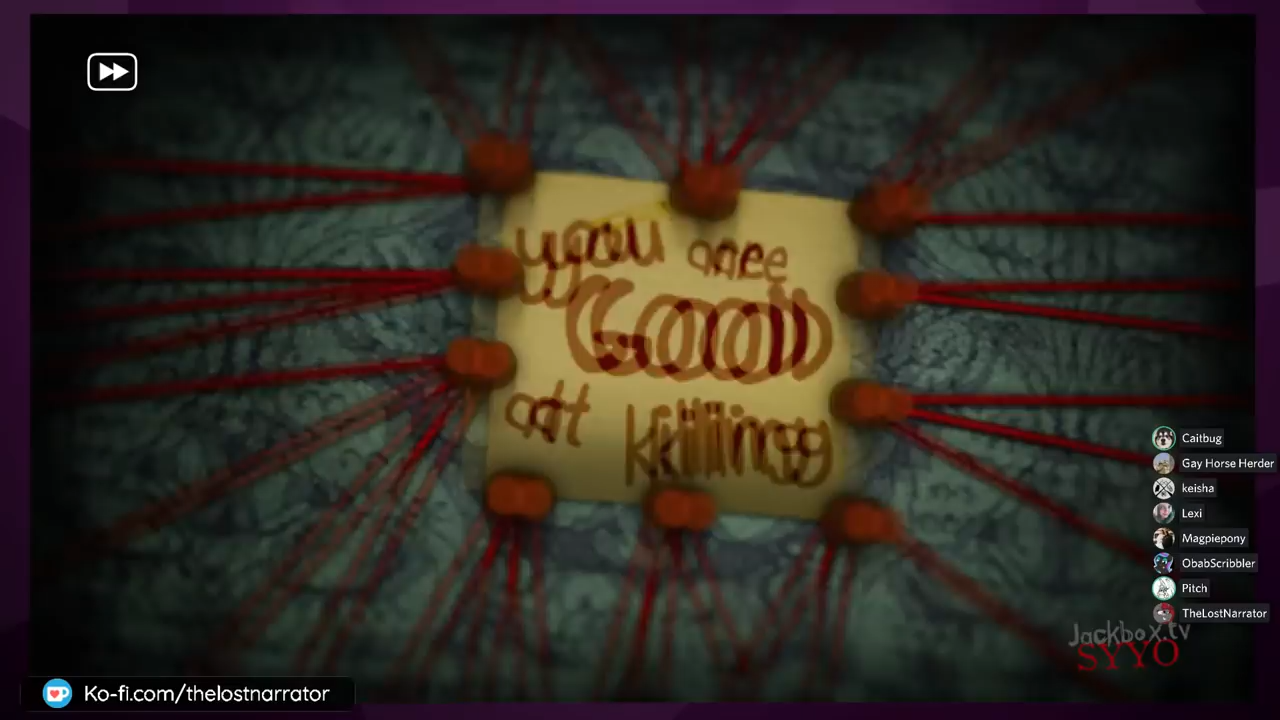 you are
GOOD
at killing
Caitbug
Gay Horse Herder
keisha
Lexi
Magpiepony
ObabScribbler
Pitch
TheLostNarrator
Jackbox.tv
SYYO
Ko-fi.com/thelostnarrator